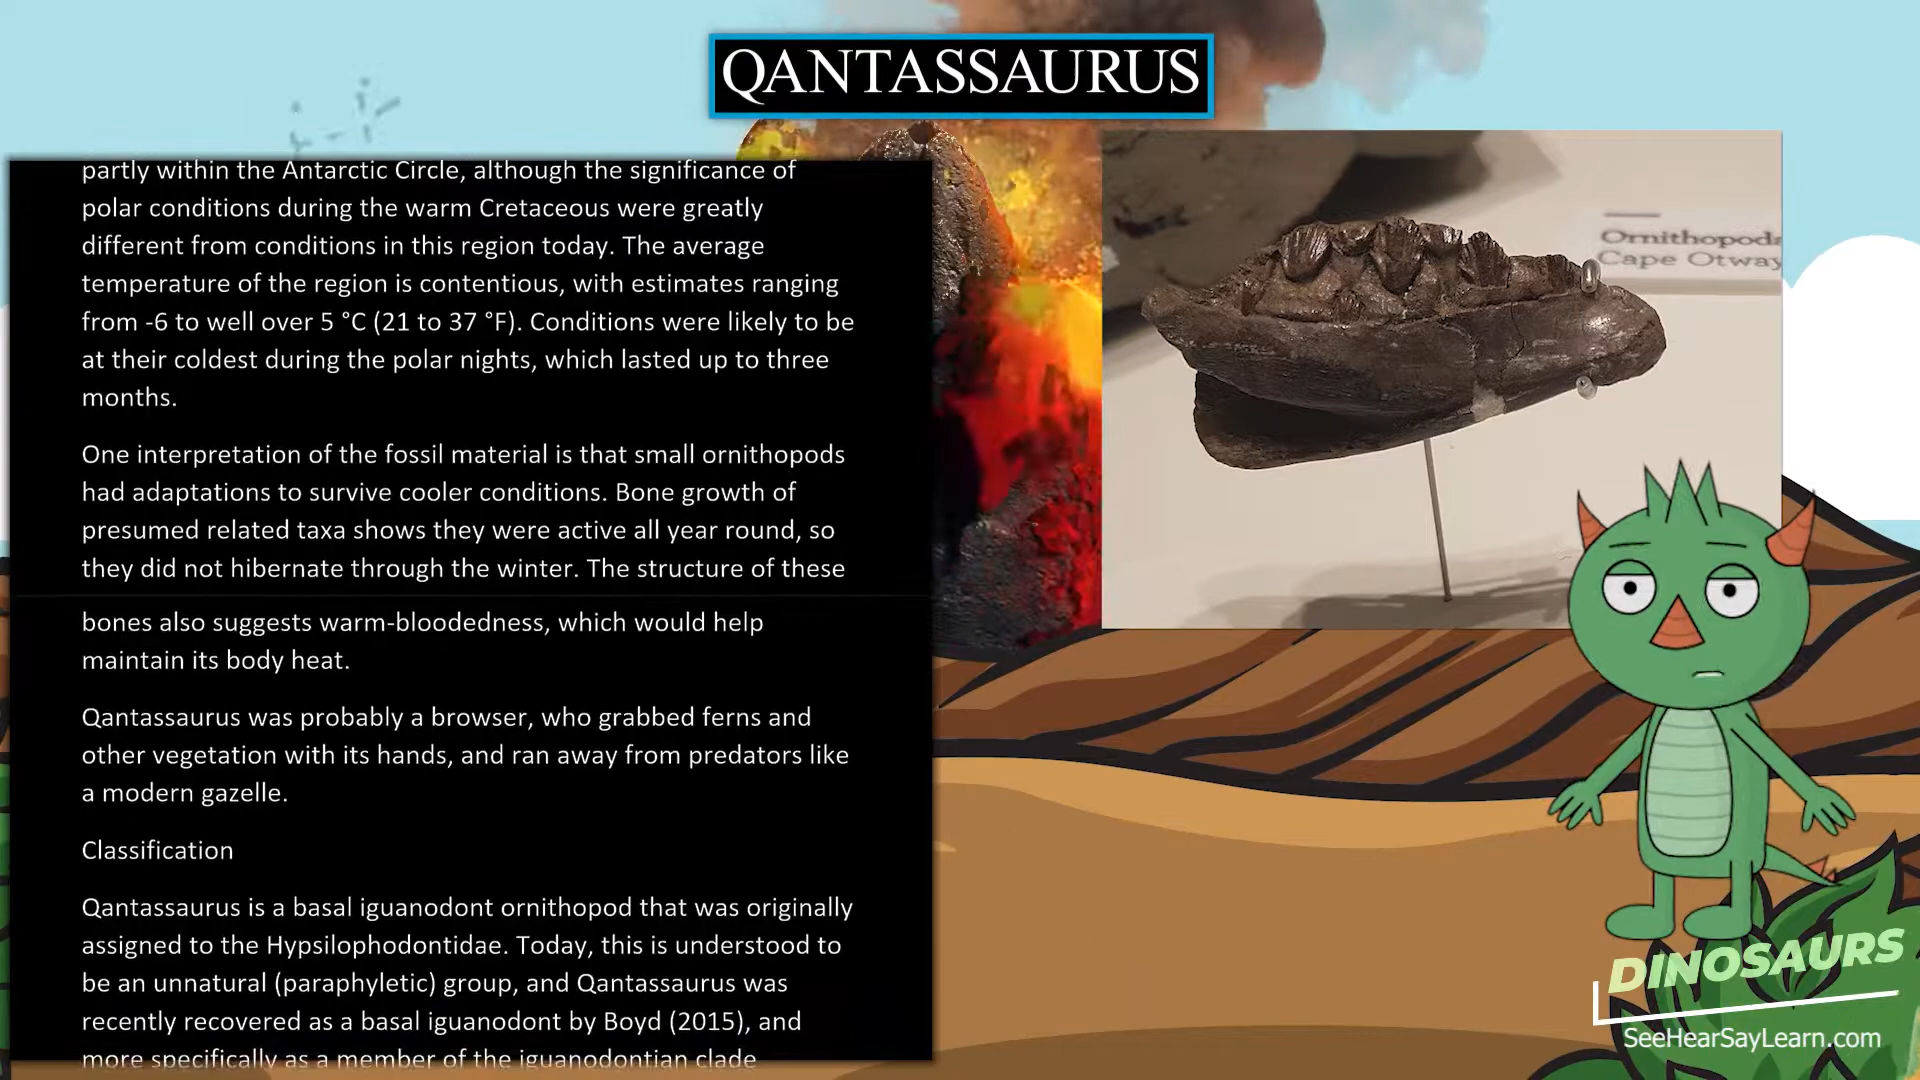 QANTASSAURUS
partly within the Antarctic Circle, although the significance of
polar conditions during the warm Cretaceous were greatly
different from conditions in this region today. The average
temperature of the region is contentious, with estimates ranging
from -6 to well over 5 °C (21 to 37 °F). Conditions were likely to be
at their coldest during the polar nights, which lasted up to three
months.
One interpretation of the fossil material is that small ornithopods
had adaptations to survive cooler conditions. Bone growth of
presumed related taxa shows they were active all year round, so
they did not hibernate through the winter. The structure of these
bones also suggests warm-bloodedness, which would help
maintain its body heat.
Qantassaurus was probably a browser, who grabbed ferns and
other vegetation with its hands, and ran away from predators like
a modern gazelle.
Classification
Qantassaurus is a basal iguanodont ornithopod that was originally
assigned to the Hypsilophodontidae. Today, this is understood to
be an unnatural (paraphyletic) group, and Qantassaurus was
recently recovered as a basal iguanodont by Boyd (2015), and
more specifically as a member of the iguanodontian clade
Ornithopods
Cape Otway
DINOSAURS
SeeHearSayLearn.com